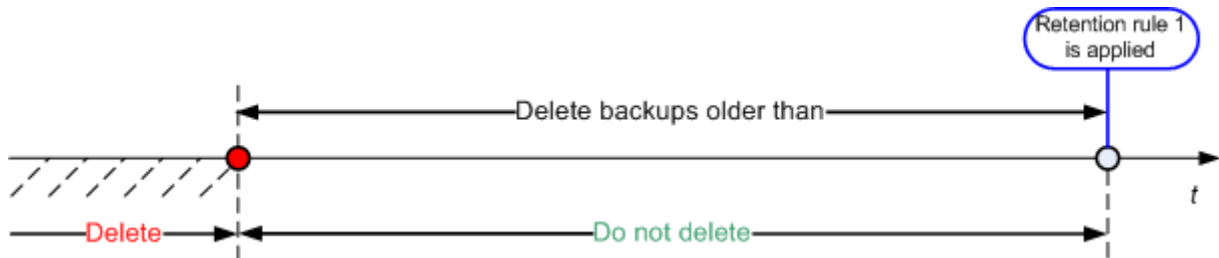 Retention rule 1
is applied
Delete backups older than
t
Delete
Do not delete